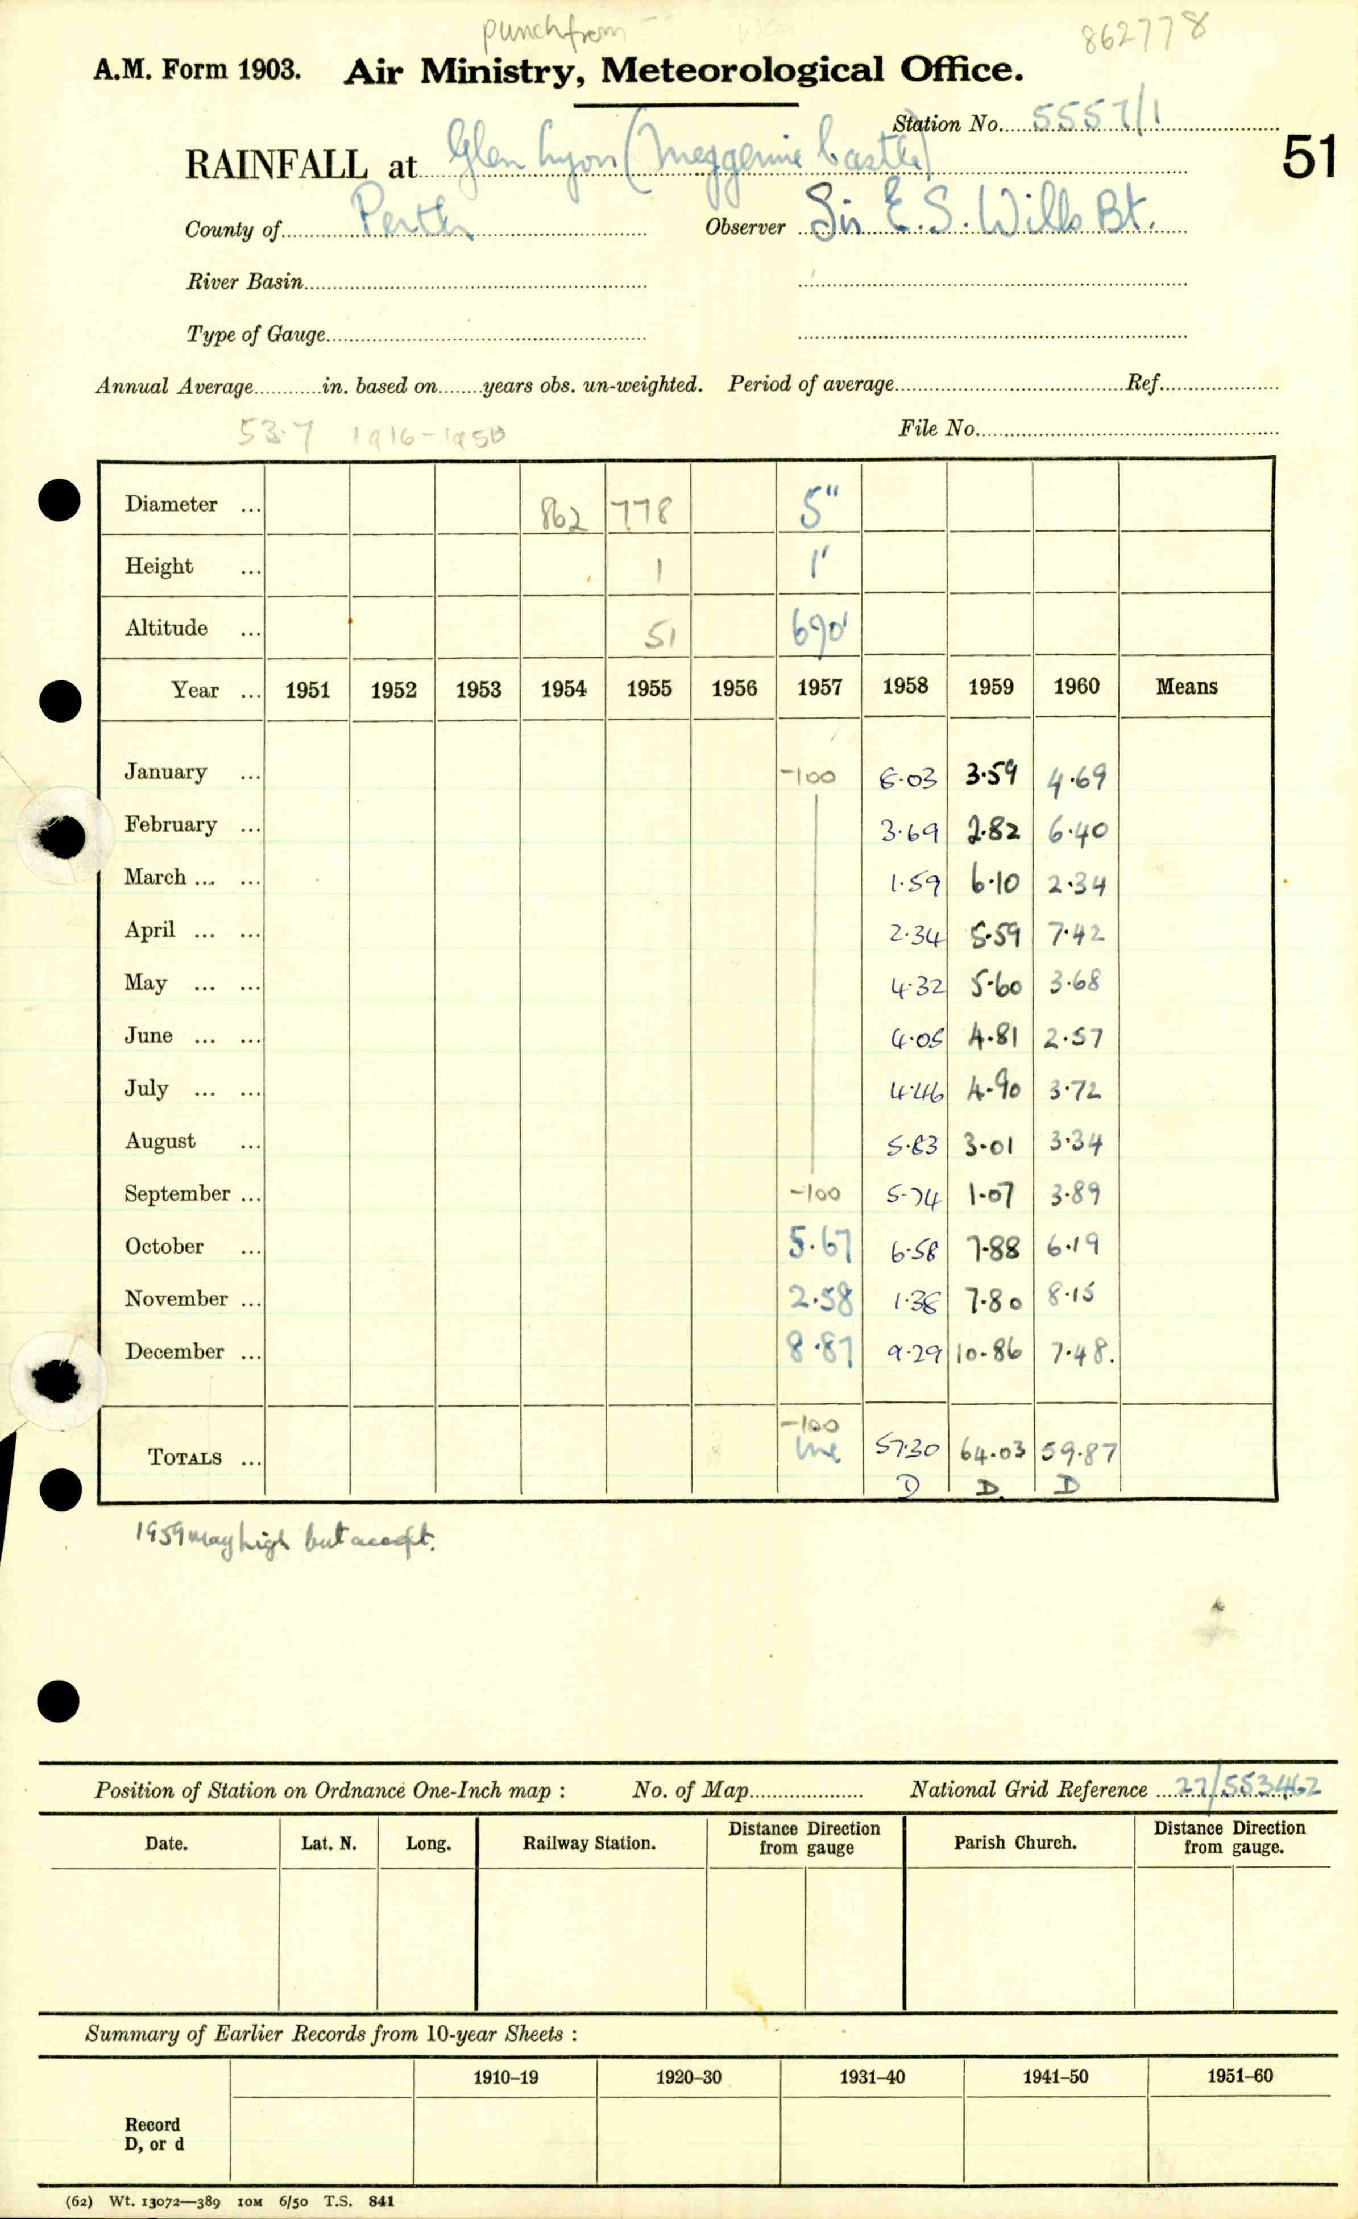 punch from
862778
A.M. Form 1903. Air Ministry, Meteorological Office.
Station No. 5557/1
51
RAINFALL at Glen Lyon (Meggernie Castle)
County of Perth Observer Sir E.S. Wills Bt.
River Basin
Type of Gauge
Annual Average in. based on years obs. un-weighted. Period of average Ref.
53.7 1916-1950
File No.
Diameter ... 862 778 5"
Height ... 1 1'
Altitude ... 51 690'
Year ... 1951 1952 1953 1954 1955 1956 1957 1958 1959 1960 Means
January ... -100 8.03 3.59 4.69
February ... 3.69 2.82 6.40
March ... ... 1.59 6.10 2.34
April ... ... 2.34 5.59 7.42
May ... ... 4.32 5.60 3.68
June ... ... 4.05 4.81 2.57
July ... ... 4.46 4.90 3.72
August ... 5.83 3.01 3.34
September ... -100 5.74 1.07 3.89
October ... 5.67 6.58 7.88 6.19
November ... 2.58 1.38 7.80 8.15
December ... 8.87 9.29 10.86 7.48.
-100
TOTALS ... Inc 57.30 64.03 59.87
D D D
1959 may high but accept.
Position of Station on Ordnance One-Inch map : No. of Map National Grid Reference 27/553462
Date. Lat. N. Long. Railway Station. Distance Direction from gauge Parish Church. Distance Direction from gauge.
Summary of Earlier Records from 10-year Sheets :
1910–19 1920–30 1931–40 1941–50 1951–60
Record
D, or d
(62) Wt. 13072—389 10M 6/50 T.S. 841